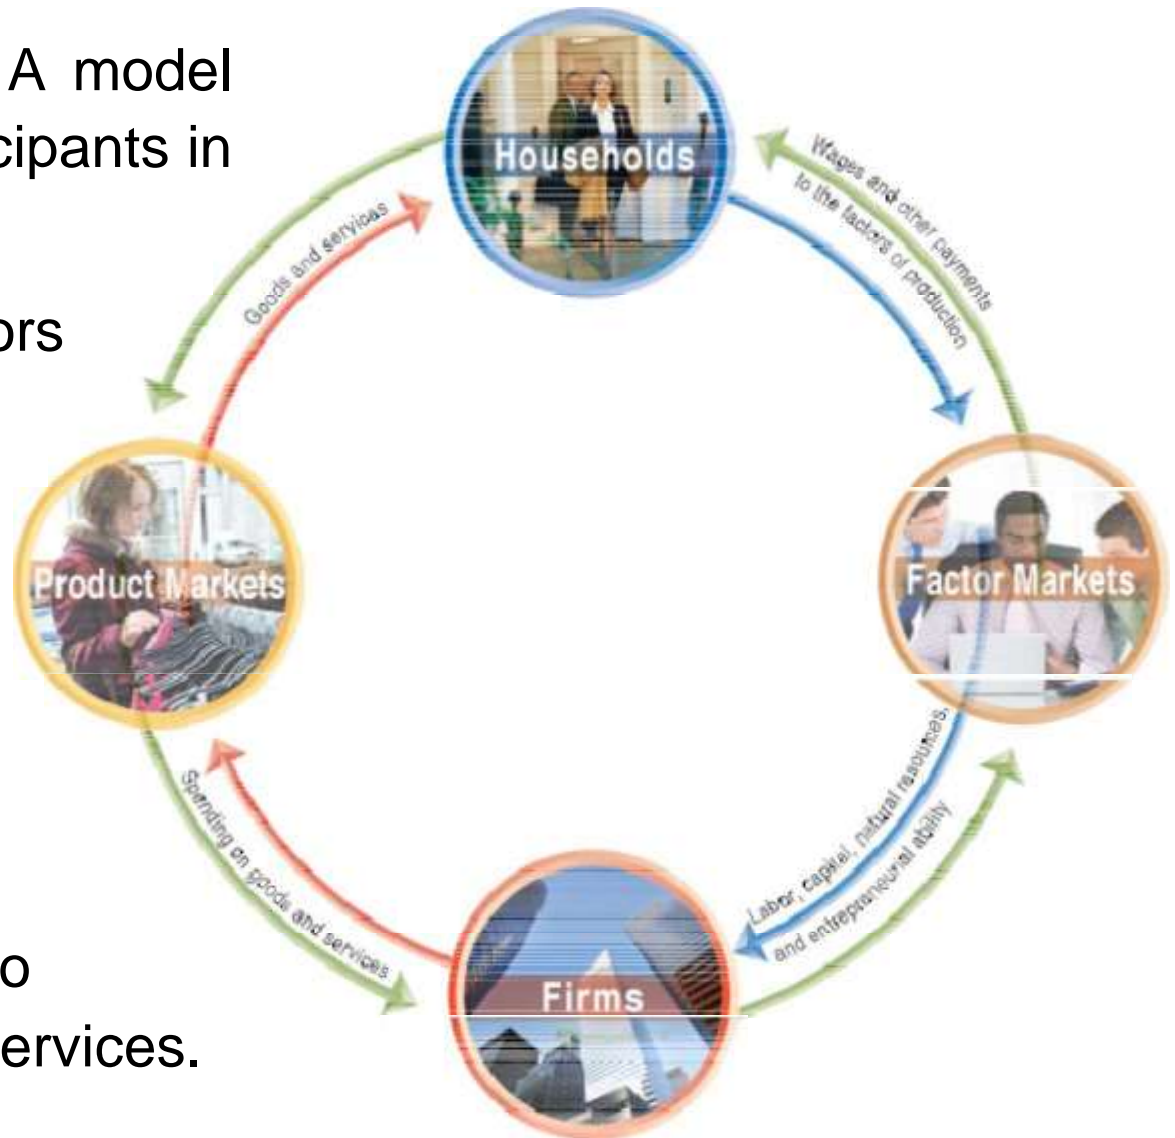 A model
cipants in
Households
Wages and other payments
to the factors of production
Goods and services
ors
Product Markets
Factor Markets
Spending on goods and services
Labor, capital, natural resources,
and entrepreneurial ability
Firms
o
ervices.